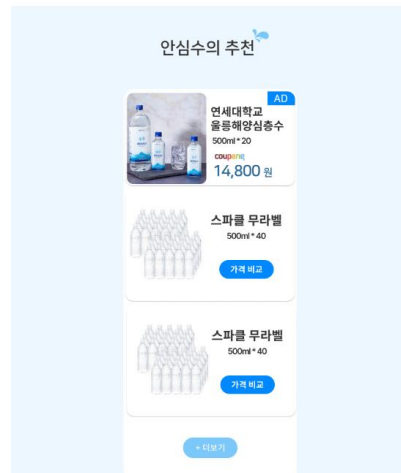 안심수의 추천
AD
연세대학교
울릉해양심층수
500ml * 20
coupang
14,800 원
스파클 무라벨
500ml * 40
가격 비교
스파클 무라벨
500ml * 40
가격 비교
+ 더보기